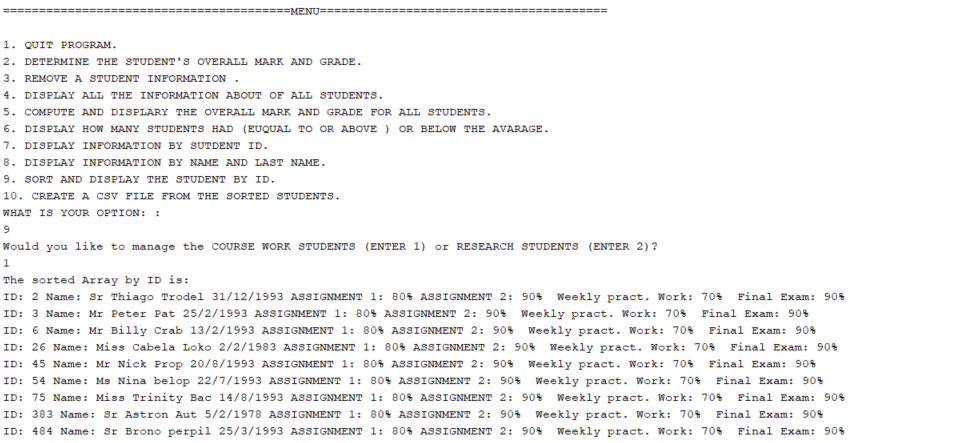 ========================================MENU========================================
1. QUIT PROGRAM.
2. DETERMINE THE STUDENT'S OVERALL MARK AND GRADE.
3. REMOVE A STUDENT INFORMATION .
4. DISPLAY ALL THE INFORMATION ABOUT OF ALL STUDENTS.
5. COMPUTE AND DISPLARY THE OVERALL MARK AND GRADE FOR ALL STUDENTS.
6. DISPLAY HOW MANY STUDENTS HAD (EUQUAL TO OR ABOVE ) OR BELOW THE AVARAGE.
7. DISPLAY INFORMATION BY SUTDENT ID.
8. DISPLAY INFORMATION BY NAME AND LAST NAME.
9. SORT AND DISPLAY THE STUDENT BY ID.
10. CREATE A CSV FILE FROM THE SORTED STUDENTS.
WHAT IS YOUR OPTION: :
9
Would you like to manage the COURSE WORK STUDENTS (ENTER 1) or RESEARCH STUDENTS (ENTER 2)?
1
The sorted Array by ID is:
ID: 2 Name: Sr Thiago Trodel 31/12/1993 ASSIGNMENT 1: 80% ASSIGNMENT 2: 90%  Weekly pract. Work: 70%  Final Exam: 90%
ID: 3 Name: Mr Peter Pat 25/2/1993 ASSIGNMENT 1: 80% ASSIGNMENT 2: 90%  Weekly pract. Work: 70%  Final Exam: 90%
ID: 6 Name: Mr Billy Crab 13/2/1993 ASSIGNMENT 1: 80% ASSIGNMENT 2: 90%  Weekly pract. Work: 70%  Final Exam: 90%
ID: 26 Name: Miss Cabela Loko 2/2/1983 ASSIGNMENT 1: 80% ASSIGNMENT 2: 90%  Weekly pract. Work: 70%  Final Exam: 90%
ID: 45 Name: Mr Nick Prop 20/8/1993 ASSIGNMENT 1: 80% ASSIGNMENT 2: 90%  Weekly pract. Work: 70%  Final Exam: 90%
ID: 54 Name: Ms Nina belop 22/7/1993 ASSIGNMENT 1: 80% ASSIGNMENT 2: 90%  Weekly pract. Work: 70%  Final Exam: 90%
ID: 75 Name: Miss Trinity Bac 14/8/1993 ASSIGNMENT 1: 80% ASSIGNMENT 2: 90%  Weekly pract. Work: 70%  Final Exam: 90%
ID: 383 Name: Sr Astron Aut 5/2/1978 ASSIGNMENT 1: 80% ASSIGNMENT 2: 90%  Weekly pract. Work: 70%  Final Exam: 90%
ID: 484 Name: Sr Brono perpil 25/3/1993 ASSIGNMENT 1: 80% ASSIGNMENT 2: 90%  Weekly pract. Work: 70%  Final Exam: 90%